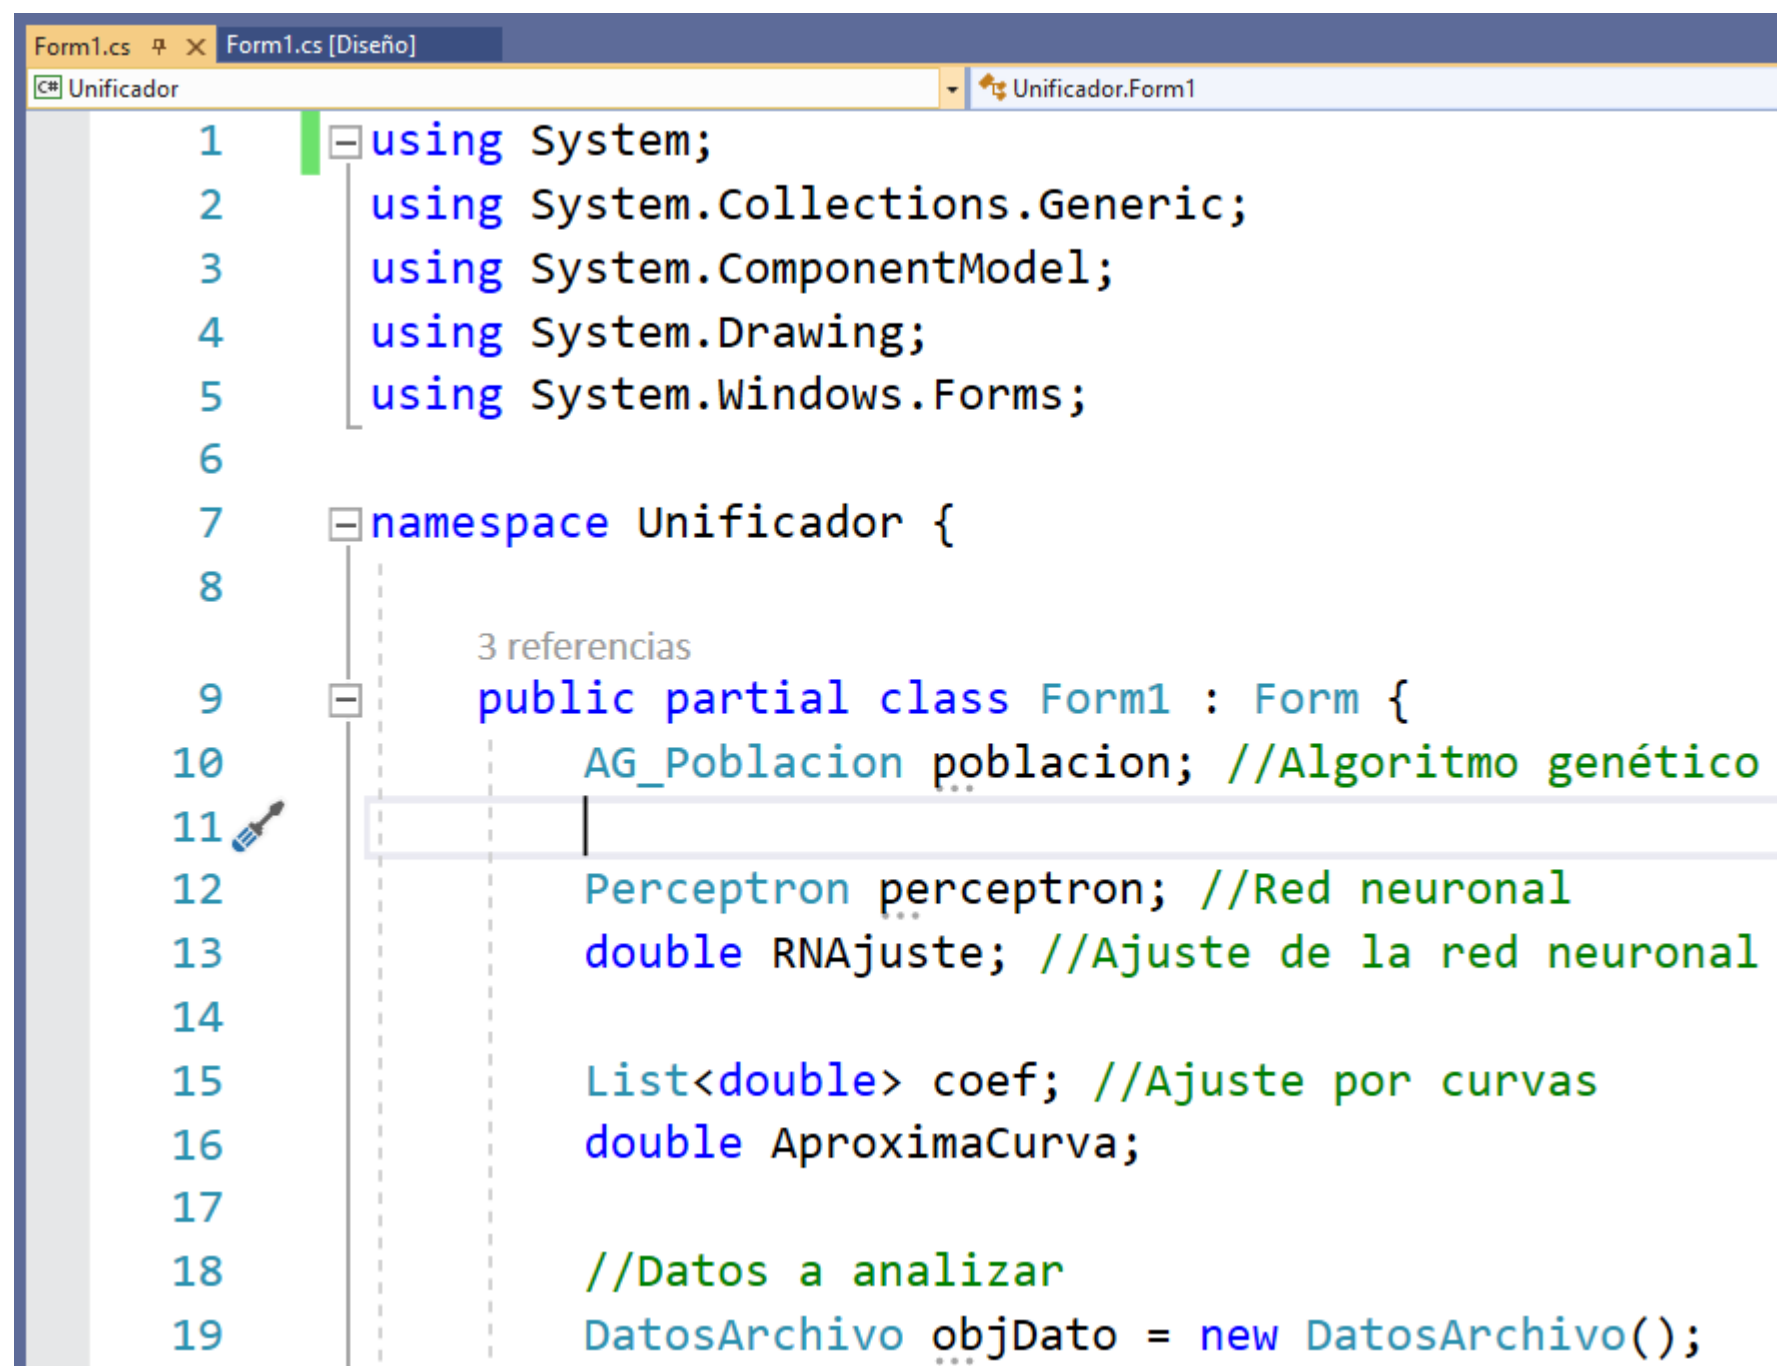 Form1.cs Form1.cs [Diseño]
C# Unificador Unificador.Form1
1 using System;
2 using System.Collections.Generic;
3 using System.ComponentModel;
4 using System.Drawing;
5 using System.Windows.Forms;
6
7 namespace Unificador {
8
3 referencias
9 public partial class Form1 : Form {
10 AG_Poblacion poblacion; //Algoritmo genético
11
12 Perceptron perceptron; //Red neuronal
13 double RNAjuste; //Ajuste de la red neuronal
14
15 List<double> coef; //Ajuste por curvas
16 double AproximaCurva;
17
18 //Datos a analizar
19 DatosArchivo objDato = new DatosArchivo();